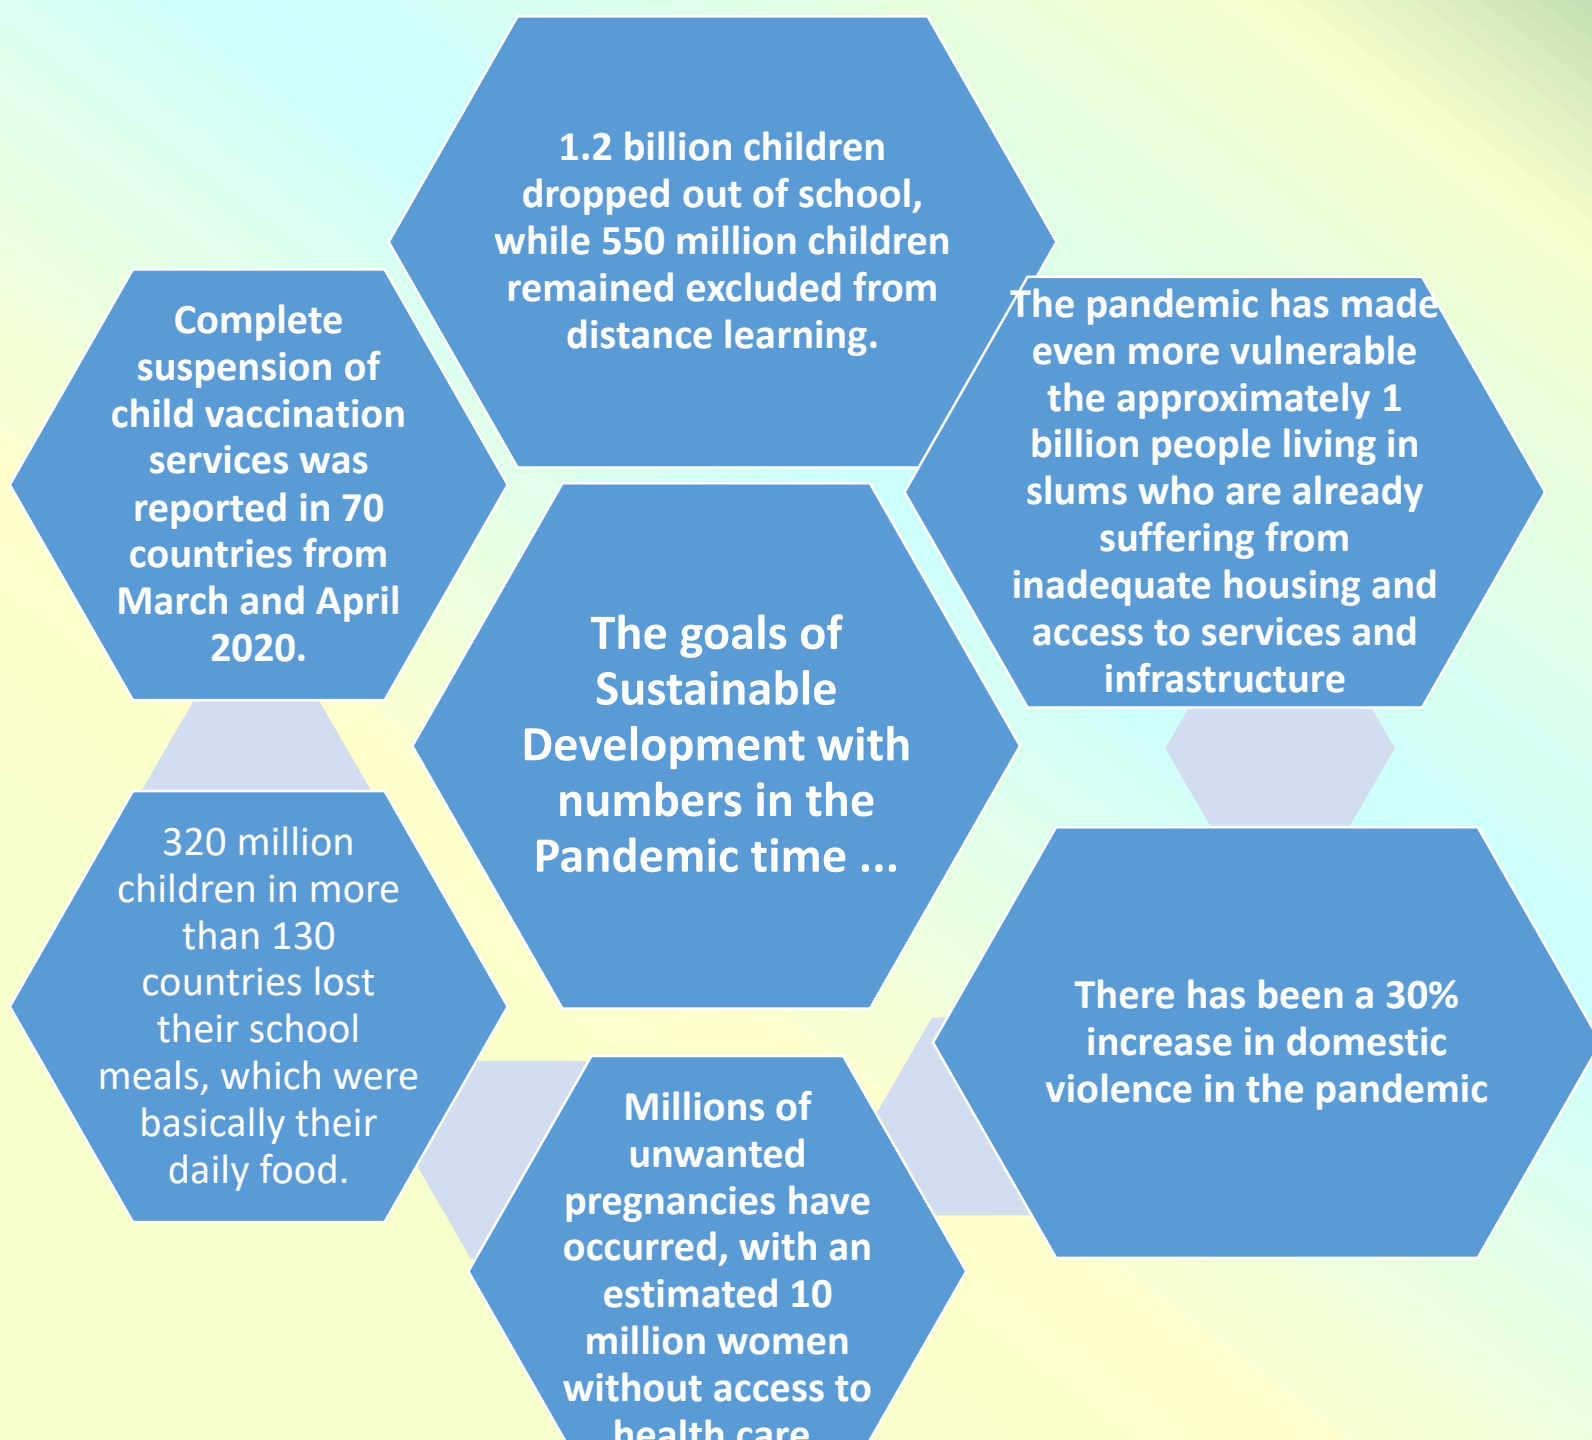 1.2 billion children
dropped out of school,
while 550 million children
remained excluded from
distance learning.
The pandemic has made
even more vulnerable
the approximately 1
billion people living in
slums who are already
suffering from
inadequate housing and
access to services and
infrastructure
There has been a 30%
increase in domestic
violence in the pandemic
Millions of
unwanted
pregnancies have
occurred, with an
estimated 10
million women
without access to
health care
320 million
children in more
than 130
countries lost
their school
meals, which were
basically their
daily food.
Complete
suspension of
child vaccination
services was
reported in 70
countries from
March and April
2020.
The goals of
Sustainable
Development with
numbers in the
Pandemic time ...